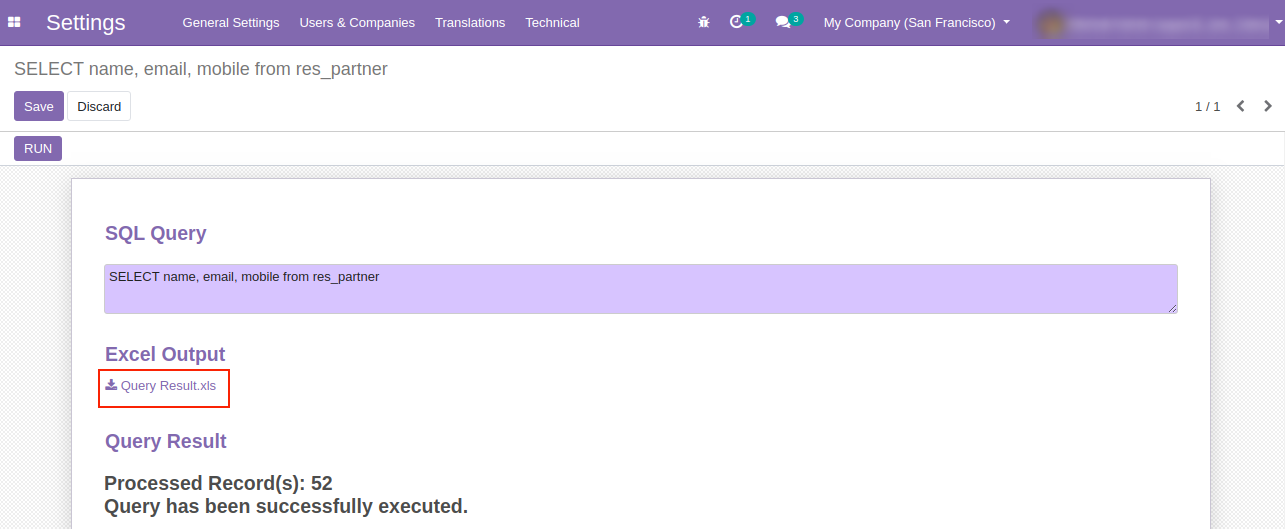 Settings General Settings Users & Companies Translations Technical 1 3 My Company (San Francisco)
SELECT name, email, mobile from res_partner
Save Discard 1 / 1
RUN
SQL Query
SELECT name, email, mobile from res_partner
Excel Output
Query Result.xls
Query Result
Processed Record(s): 52
Query has been successfully executed.